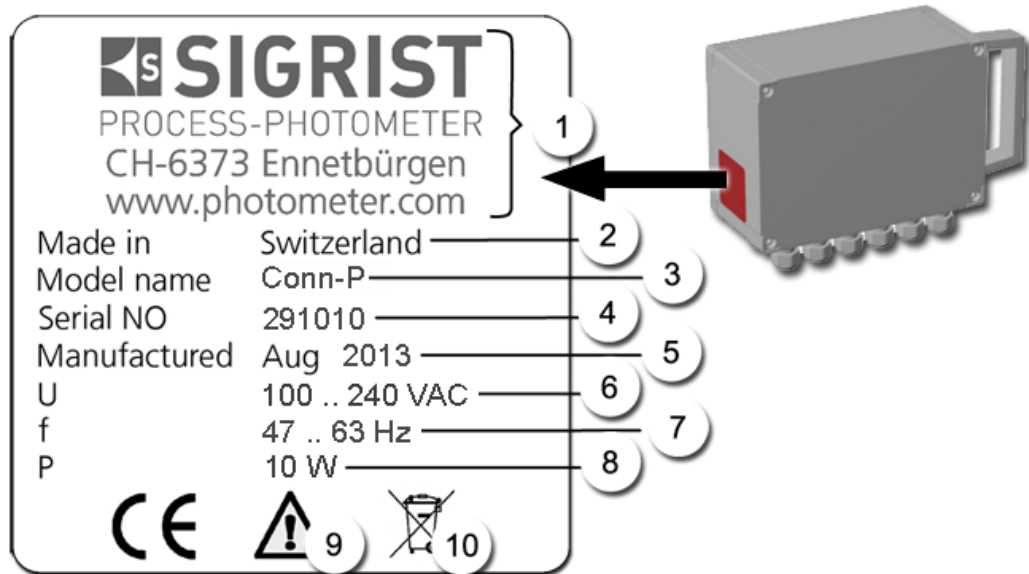 S SIGRIST
PROCESS-PHOTOMETER
CH-6373 Ennetbürgen
www.photometer.com
1
Made in Switzerland 2
Model name Conn-P 3
Serial NO 291010 4
Manufactured Aug 2013 5
U 100 .. 240 VAC 6
f 47 .. 63 Hz 7
P 10 W 8
CE 9 10